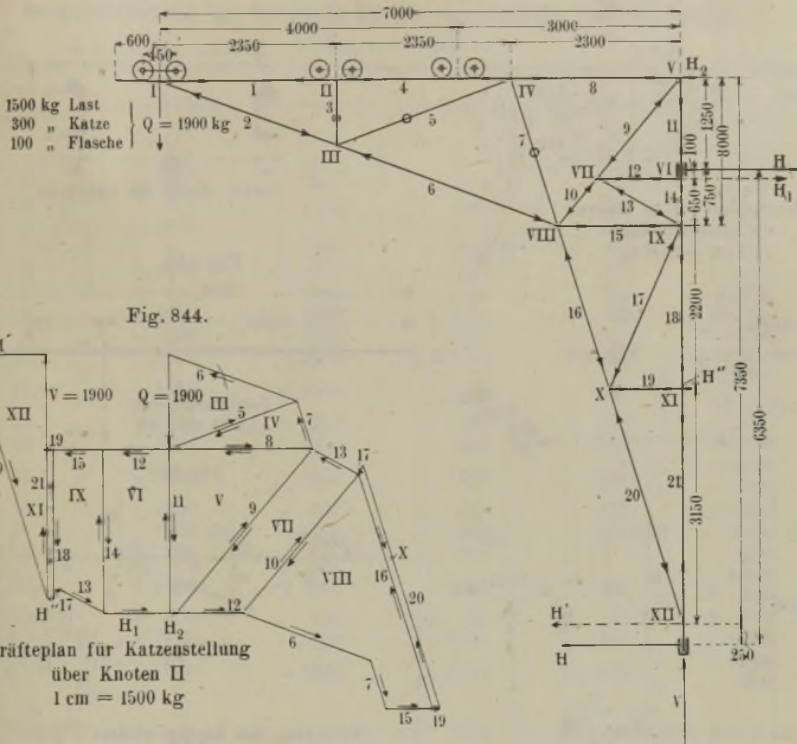 7000
4000 3000
600 2350 2350 2300
450
I 1 II 4 IV 8 V H₂
1500 kg Last
300 „ Katze
100 „ Flasche
Q = 1900 kg
2 3 5 7 9 11
III
6
VII 12 VI H
H₁
10 13 14
VIII 15 IX
1250
100
650
750
8000
16 17 18
2200
X 19 XI H″
7350
6350
20 21
3150
XII
H′
H
250
V
Fig. 844.
XII V = 1900 Q = 1900
6 III
5 IV 7
19 15 12 8 13 17
21 IX VI 11 V 9
XI VII X
18 14 10 VIII 16 20
H″ 17 13
H₁ H₂ 12
6
7
15 19
räfteplan für Katzenstellung
über Knoten II
1 cm = 1500 kg